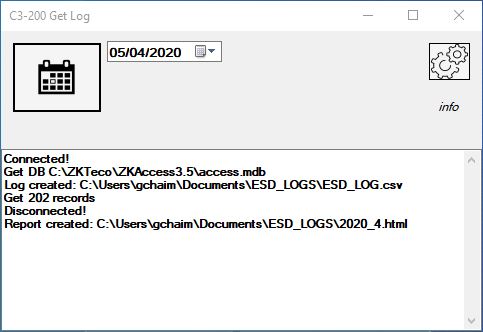 C3-200 Get Log
05/04/2020
info
Connected!
Get DB C:\ZKTeco\ZKAccess3.5\access.mdb
Log created: C:\Users\gchaim\Documents\ESD_LOGS\ESD_LOG.csv
Get 202 records
Disconnected!
Report created: C:\Users\gchaim\Documents\ESD_LOGS\2020_4.html